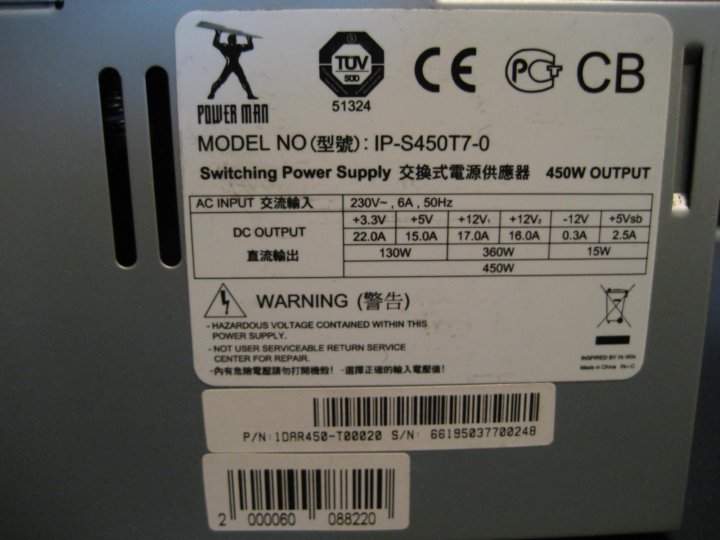 POWER MAN
TÜV
SÜD
51324
CE
PCT
CB
MODEL NO(型號): IP-S450T7-0
Switching Power Supply 交換式電源供應器 450W OUTPUT
AC INPUT 交流輸入 230V~ , 6A , 50Hz
DC OUTPUT 直流輸出
+3.3V +5V +12V₁ +12V₂ -12V +5Vsb
22.0A 15.0A 17.0A 16.0A 0.3A 2.5A
130W 360W 15W
450W
WARNING (警告)
- HAZARDOUS VOLTAGE CONTAINED WITHIN THIS
POWER SUPPLY.
- NOT USER SERVICEABLE RETURN SERVICE
CENTER FOR REPAIR.
-內有危險電壓請勿打開機殼! -選擇正確的輸入電壓值!
INSPIRED BY IN WIN
Made in China IN-C
P/N:1DAR450-T00020 S/N: 66195037700248
2 000060 088220